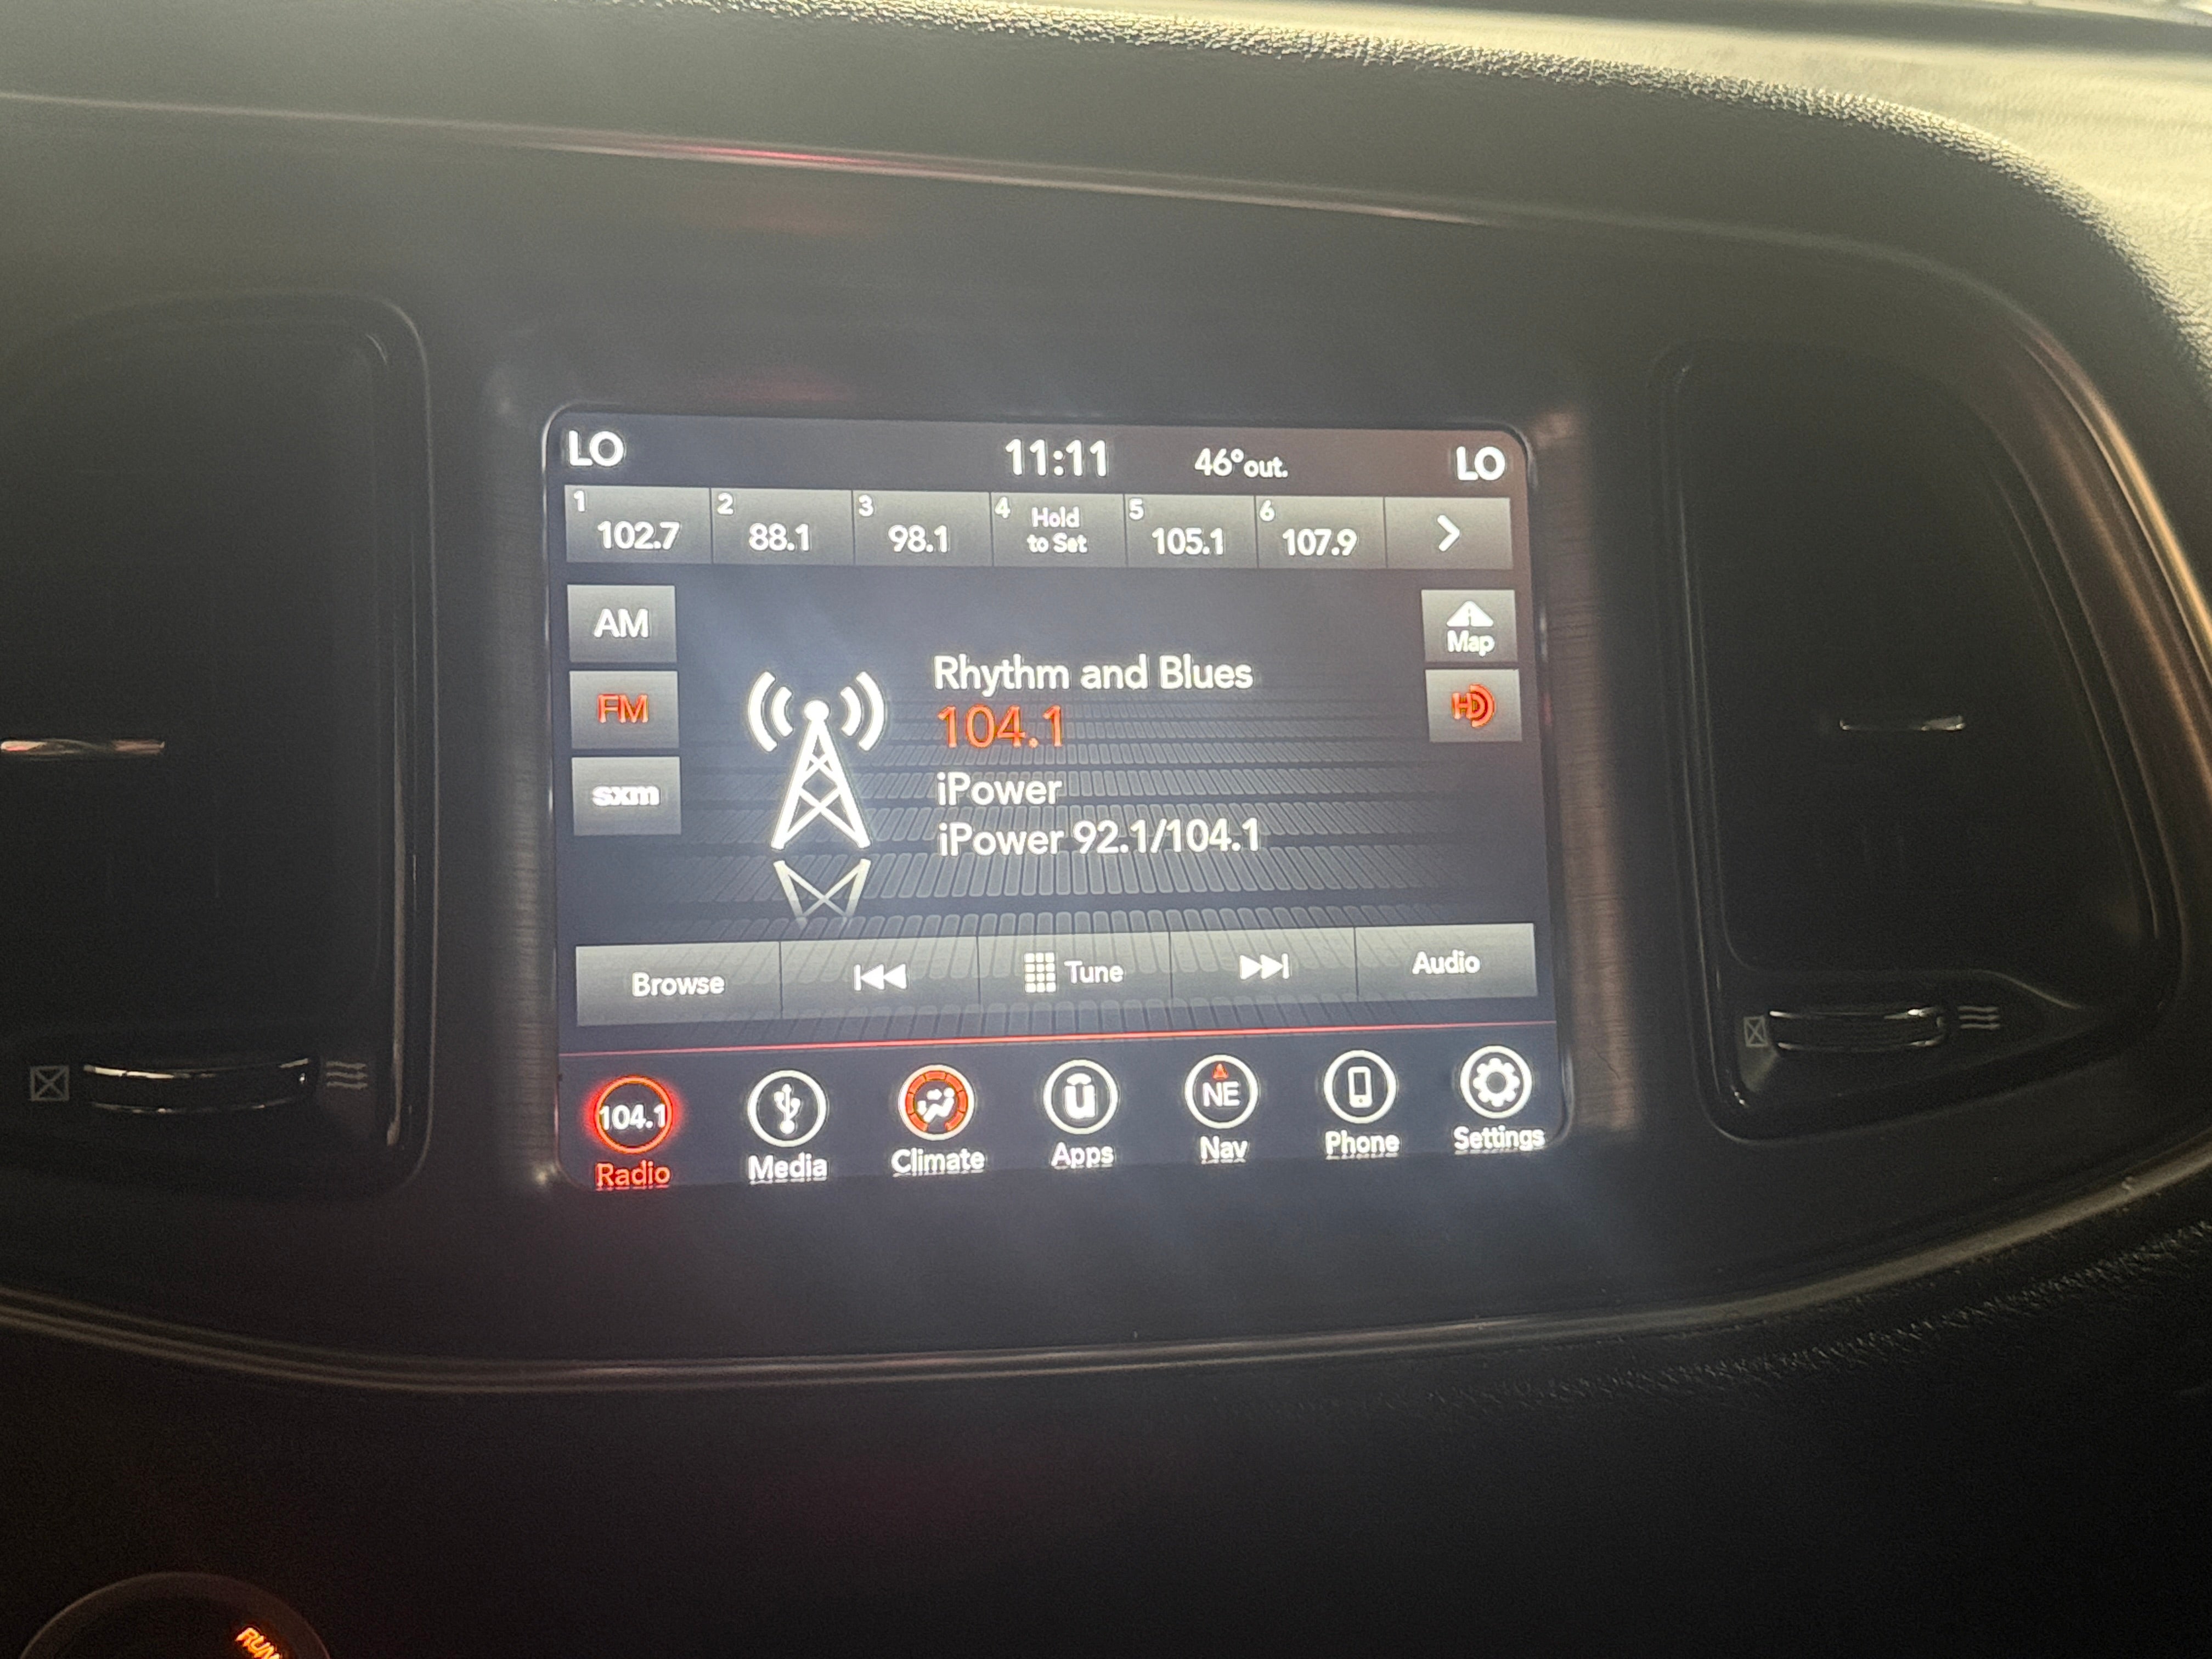 LO 11:11 46°out. LO
1 102.7 2 88.1 3 98.1 4 Hold to Set 5 105.1 6 107.9
AM
Map
FM
HD
sxm
Rhythm and Blues
104.1
iPower
iPower 92.1/104.1
Browse Tune Audio
104.1 NE
Radio Media Climate Apps Nav Phone Settings
RUN